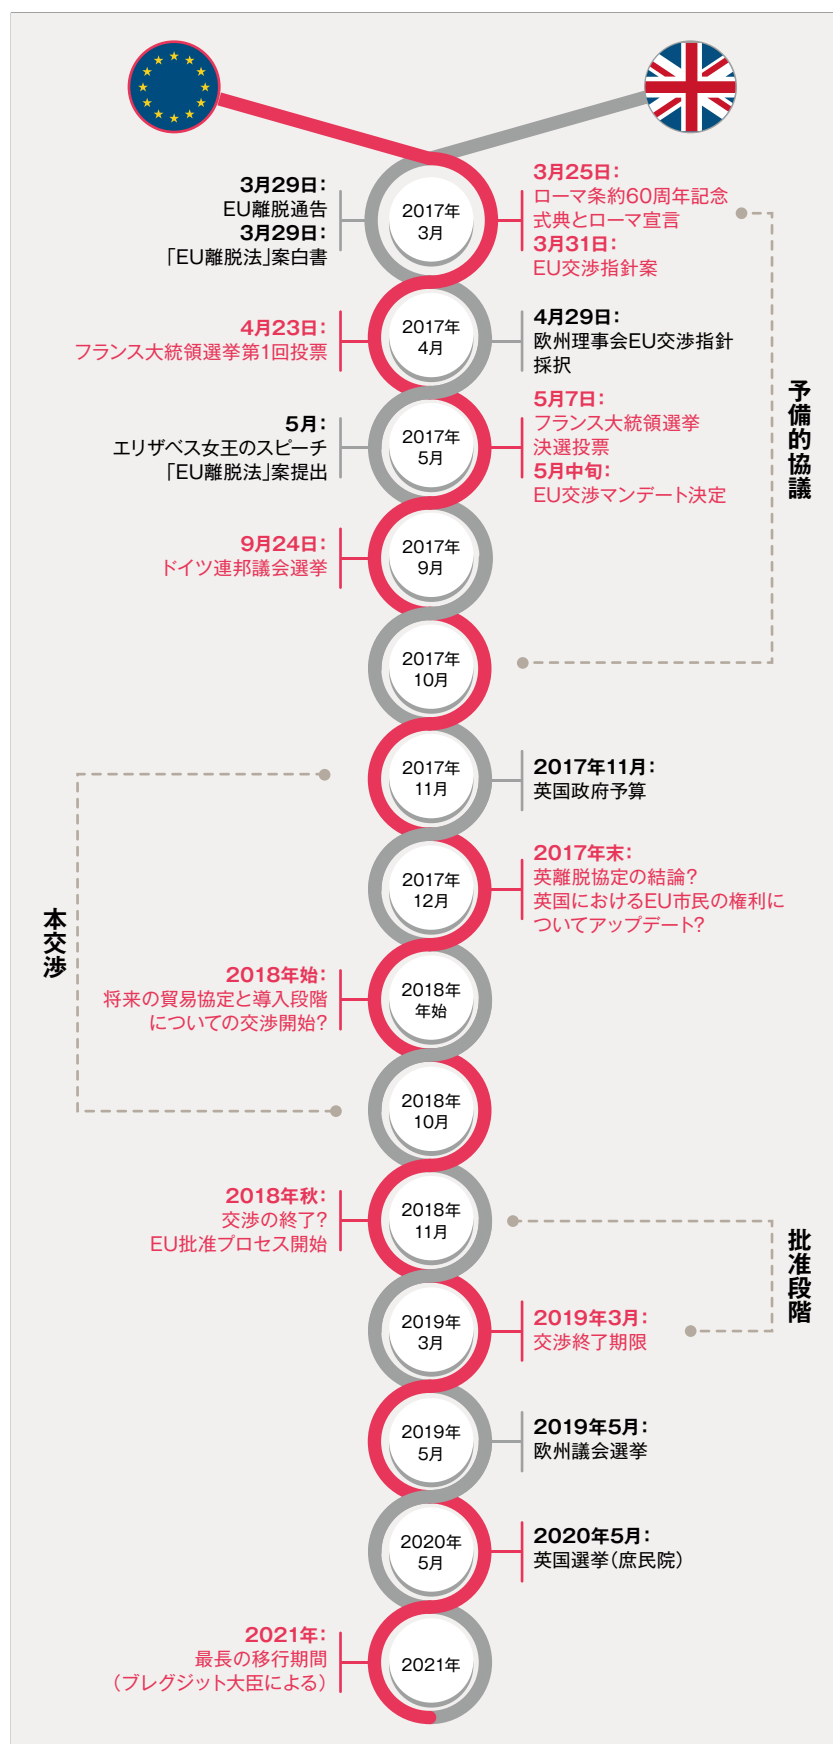 3月29日：
EU離脱通告
3月29日：
「EU離脱法」案白書
2017年
3月
3月25日：
ローマ条約60周年記念
式典とローマ宣言
3月31日：
EU交渉指針案
4月23日：
フランス大統領選挙第1回投票
2017年
4月
4月29日：
欧州理事会EU交渉指針
採択
予備的協議
5月：
エリザベス女王のスピーチ
「EU離脱法」案提出
2017年
5月
5月7日：
フランス大統領選挙
決選投票
5月中旬：
EU交渉マンデート決定
9月24日：
ドイツ連邦議会選挙
2017年
9月
2017年
10月
2017年
11月
2017年11月：
英国政府予算
本交渉
2017年
12月
2017年末：
英離脱協定の結論？
英国におけるEU市民の権利に
ついてアップデート？
2018年始：
将来の貿易協定と導入段階
についての交渉開始？
2018年
年始
2018年
10月
2018年秋：
交渉の終了？
EU批准プロセス開始
2018年
11月
批准段階
2019年
3月
2019年3月：
交渉終了期限
2019年
5月
2019年5月：
欧州議会選挙
2020年
5月
2020年5月：
英国選挙（庶民院）
2021年：
最長の移行期間
（ブレグジット大臣による）
2021年